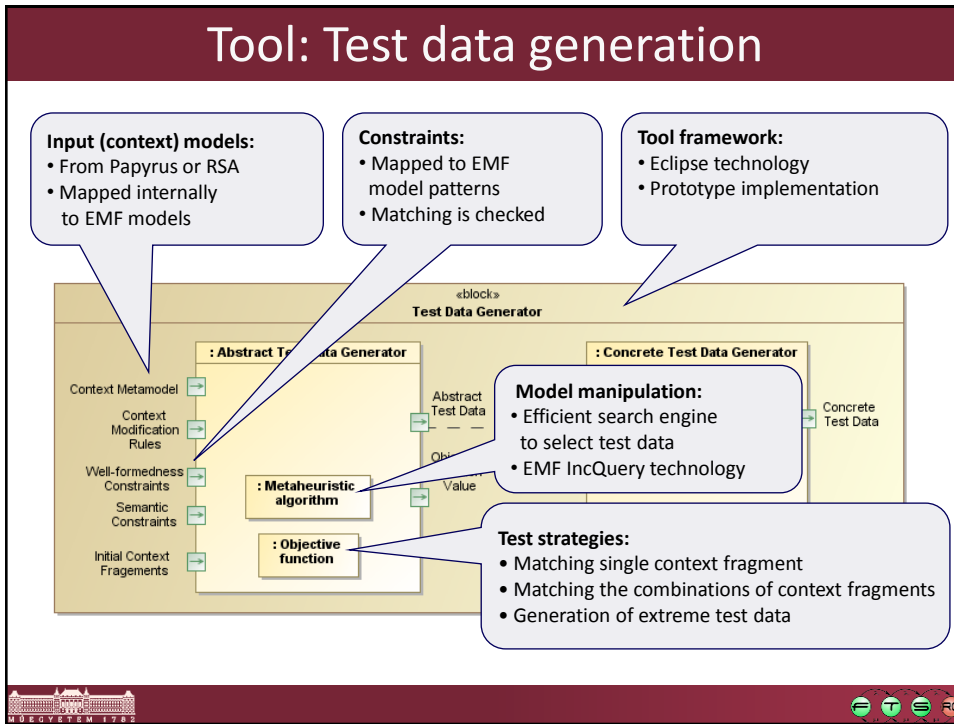 Tool: Test data generation
Input (context) models:
• From Papyrus or RSA
• Mapped internally
to EMF models
Constraints:
• Mapped to EMF
model patterns
• Matching is checked
Tool framework:
• Eclipse technology
• Prototype implementation
«block»
Test Data Generator
: Abstract Data Generator
: Concrete Test Data Generator
Context Metamodel
Context
Modification
Rules
Well-formedness
Constraints
Semantic
Constraints
Initial Context
Fragements
: Metaheuristic
algorithm
: Objective
function
Abstract
Test Data
Value
Model manipulation:
• Efficient search engine
to select test data
• EMF IncQuery technology
Concrete
Test Data
Test strategies:
• Matching single context fragment
• Matching the combinations of context fragments
• Generation of extreme test data
MŰEGYETEM 1782
F T S RG